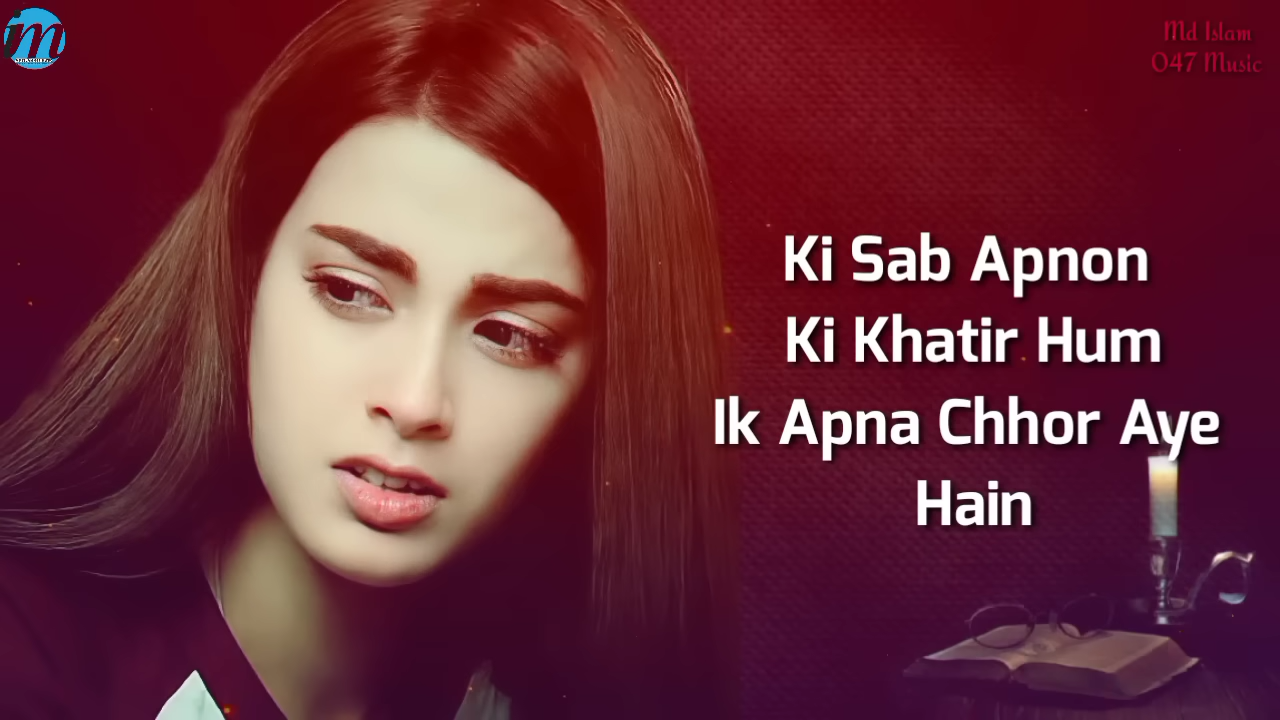 m
Md Islam
047 Music
Ki Sab Apnon
Ki Khatir Hum
Ik Apna Chhor Aye
Hain